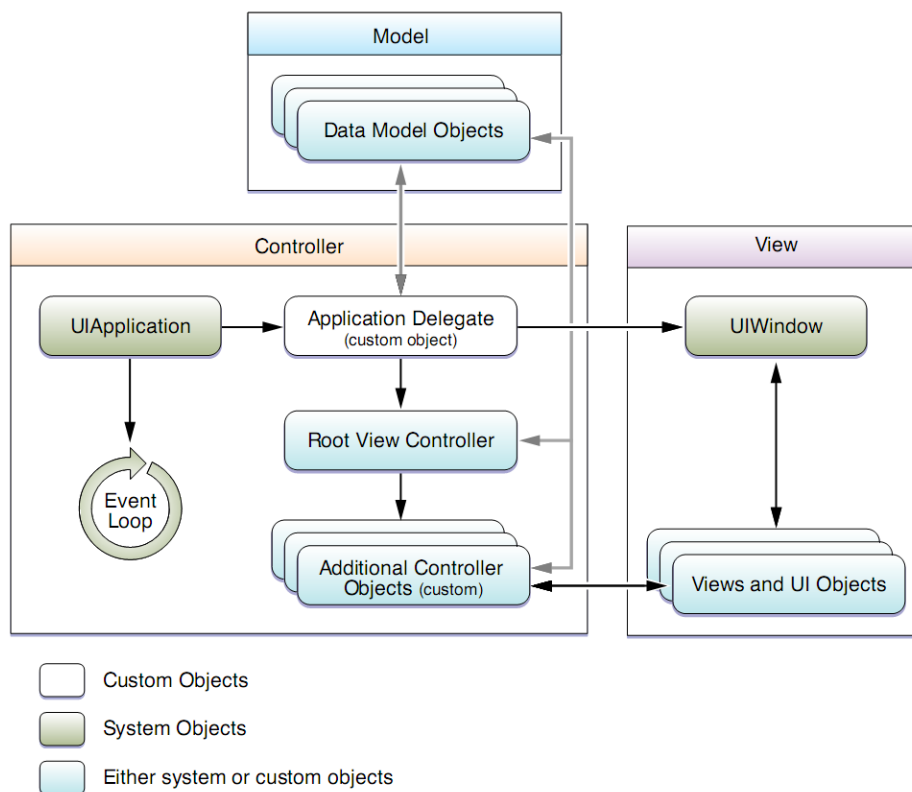 Model
Data Model Objects
Controller
View
UIApplication
Application Delegate
(custom object)
UIWindow
Root View Controller
Event
Loop
Additional Controller
Objects (custom)
Views and UI Objects
Custom Objects
System Objects
Either system or custom objects